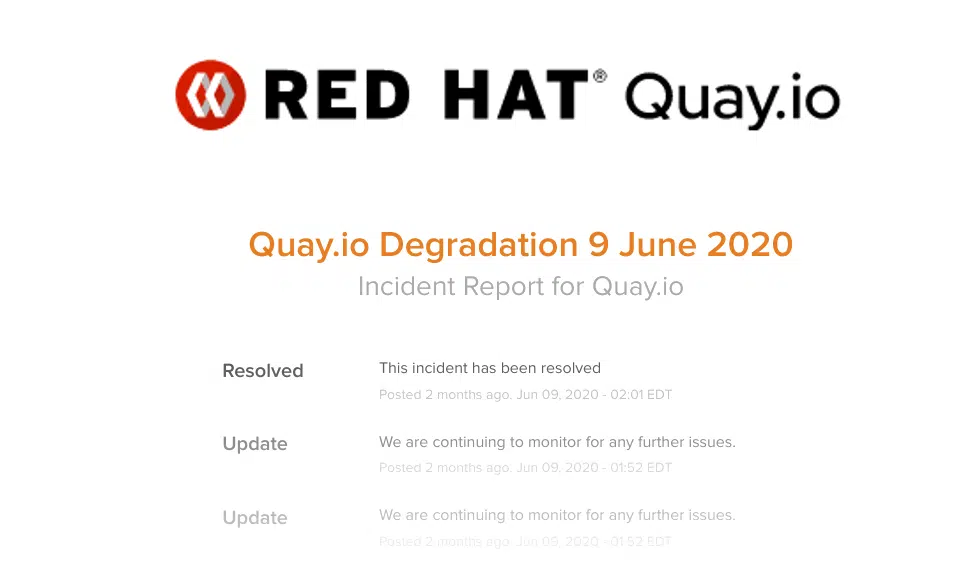 RED HAT® Quay.io
Quay.io Degradation 9 June 2020
Incident Report for Quay.io
Resolved
This incident has been resolved
Posted 2 months ago. Jun 09, 2020 - 02:01 EDT
Update
We are continuing to monitor for any further issues.
Posted 2 months ago. Jun 09, 2020 - 01:52 EDT
Update
We are continuing to monitor for any further issues.
Posted 2 months ago. Jun 09, 2020 - 01:52 EDT